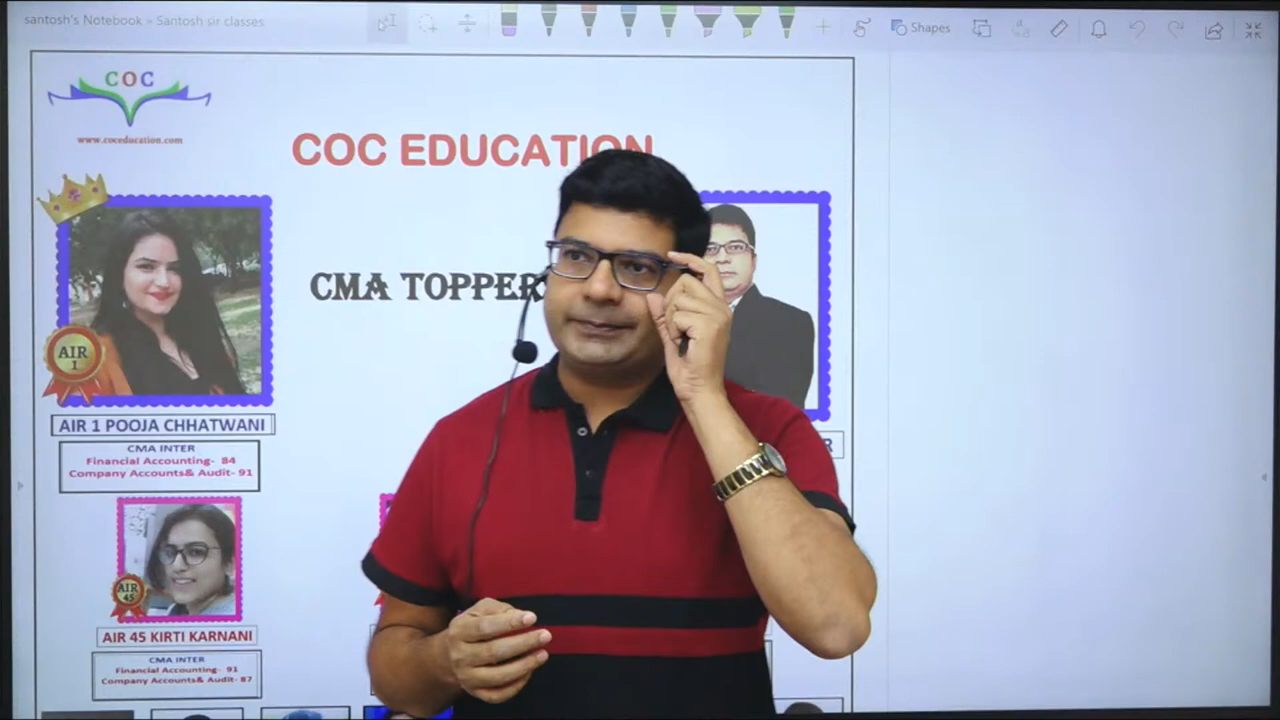 santosh's Notebook » Santosh sir classes
Shapes
COC
www.coceducation.com
COC EDUCATION
CMA TOPPER
AIR
1
AIR 1 POOJA CHHATWANI
CMA INTER
Financial Accounting- 84
Company Accounts& Audit- 91
R
AIR
45
AIR 45 KIRTI KARNANI
CMA INTER
Financial Accounting- 91
Company Accounts& Audit- 87